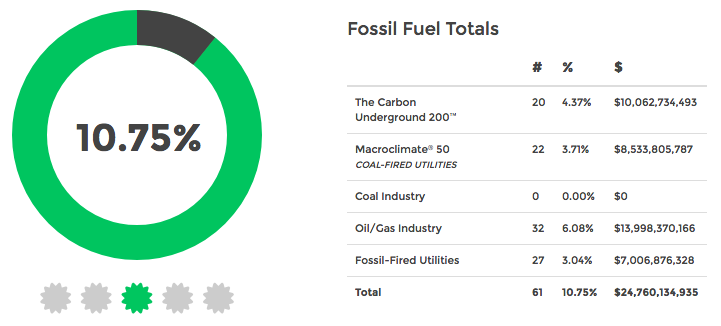 10.75%
Fossil Fuel Totals
# % $
The Carbon
Underground 200™ 20 4.37% $10,062,734,493
Macroclimate® 50 22 3.71% $8,533,805,787
COAL-FIRED UTILITIES
Coal Industry 0 0.00% $0
Oil/Gas Industry 32 6.08% $13,998,370,166
Fossil-Fired Utilities 27 3.04% $7,006,876,328
Total 61 10.75% $24,760,134,935